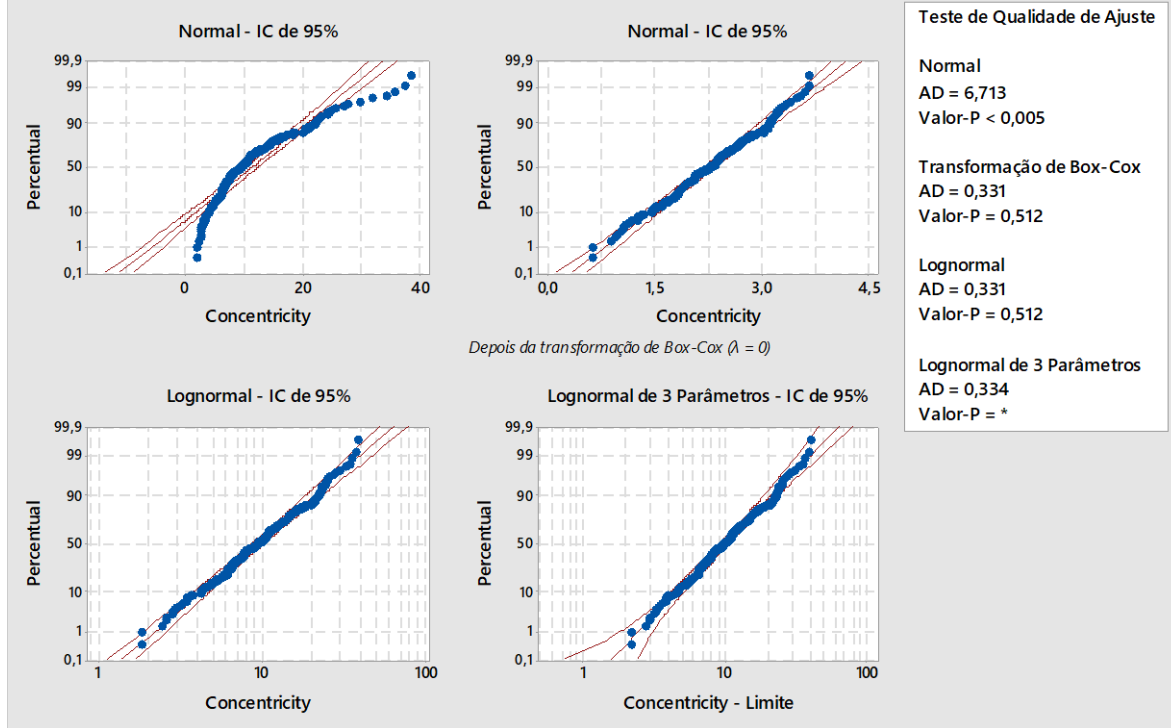 Normal - IC de 95%
99,9
99
90
50
10
1
0,1
Percentual
0 20 40
Concentricity
Normal - IC de 95%
99,9
99
90
50
10
1
0,1
Percentual
0,0 1,5 3,0 4,5
Concentricity
Depois da transformação de Box-Cox (λ = 0)
Lognormal - IC de 95%
99,9
99
90
50
10
1
0,1
Percentual
1 10 100
Concentricity
Lognormal de 3 Parâmetros - IC de 95%
99,9
99
90
50
10
1
0,1
Percentual
1 10 100
Concentricity - Limite
Teste de Qualidade de Ajuste
Normal
AD = 6,713
Valor-P < 0,005
Transformação de Box-Cox
AD = 0,331
Valor-P = 0,512
Lognormal
AD = 0,331
Valor-P = 0,512
Lognormal de 3 Parâmetros
AD = 0,334
Valor-P = *